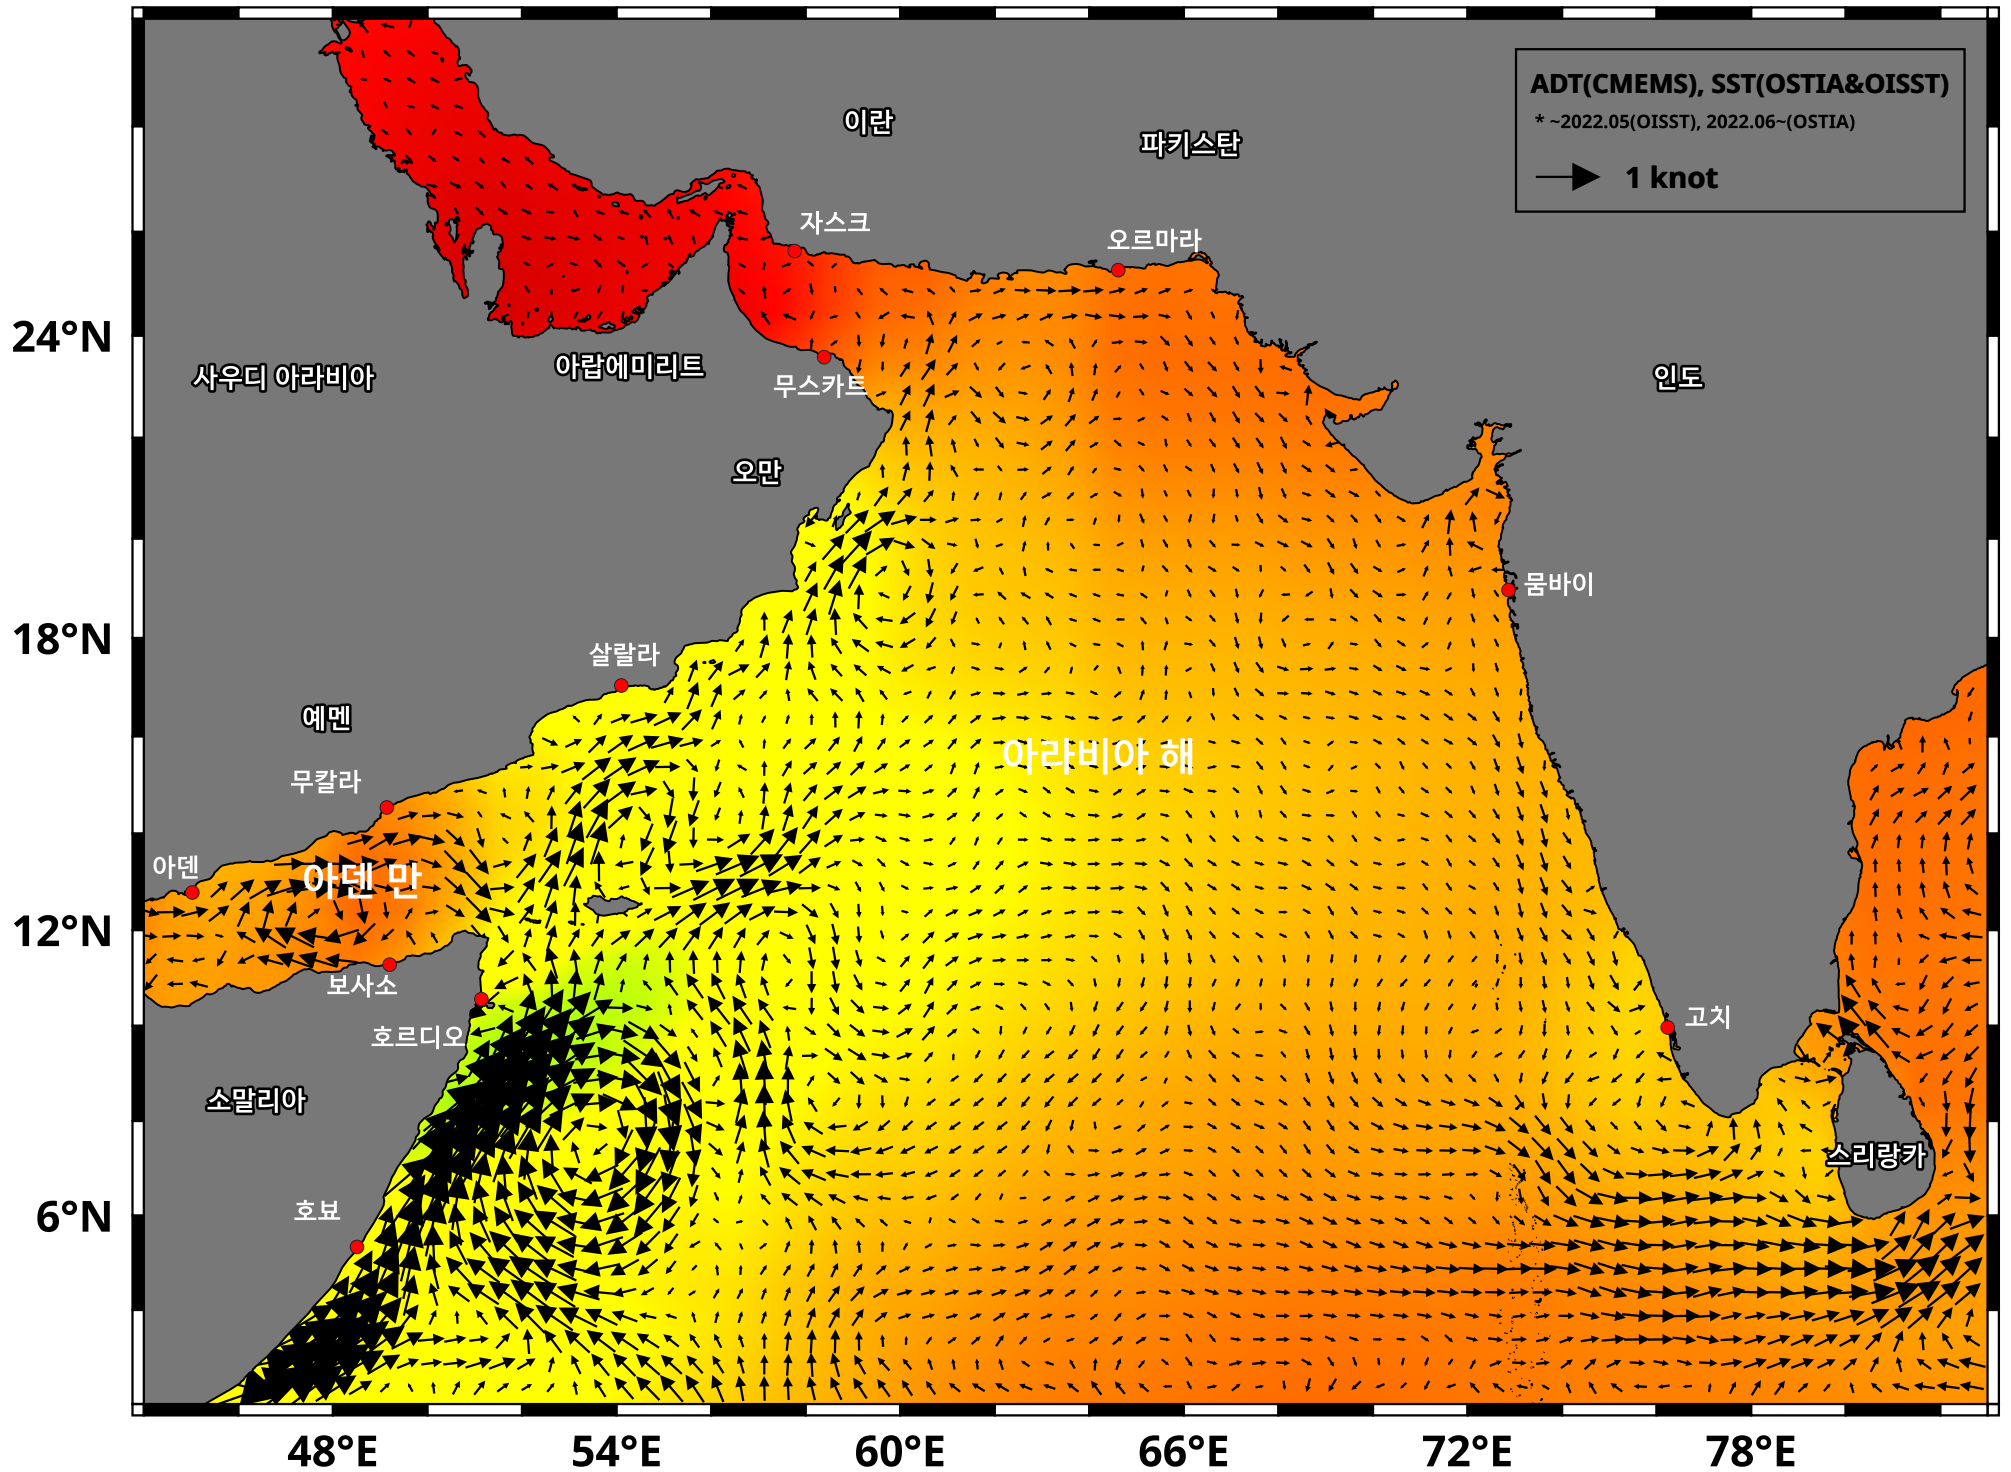 ADT(CMEMS), SST(OSTIA&OISST)
* ~2022.05(OISST), 2022.06~(OSTIA)
1 knot
이란
파키스탄
자스크
오르마라
24°N
사우디 아라비아
아랍에미리트
무스카트
인도
오만
뭄바이
18°N
살랄라
예멘
아라비아 해
무칼라
아덴
아덴 만
12°N
보사소
호르디오
고치
소말리아
스리랑카
호뵤
6°N
48°E
54°E
60°E
66°E
72°E
78°E